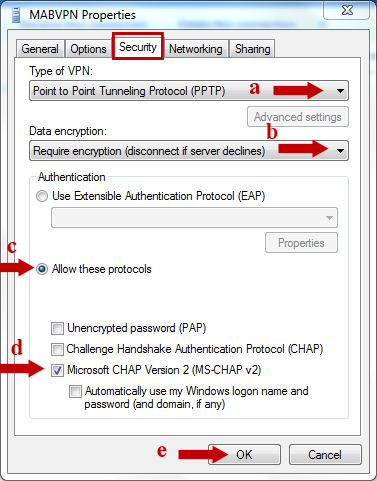 MABVPN Properties
General Options Security Networking Sharing
Type of VPN:
Point to Point Tunneling Protocol (PPTP) a
Advanced settings
Data encryption:
Require encryption (disconnect if server declines) b
Authentication
Use Extensible Authentication Protocol (EAP)
Properties
c Allow these protocols
Unencrypted password (PAP)
Challenge Handshake Authentication Protocol (CHAP)
d Microsoft CHAP Version 2 (MS-CHAP v2)
Automatically use my Windows logon name and
password (and domain, if any)
e OK Cancel